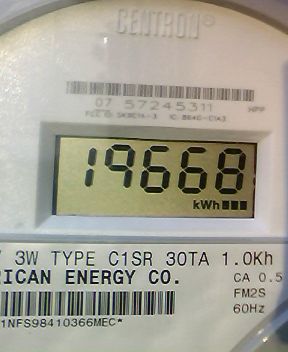 CENTRON®
07 57245311
19668
kWh
3W TYPE C1SR 30TA 1.0Kh
RICAN ENERGY CO.
CA 0.5
FM2S
60Hz
1NFS98410366MEC*